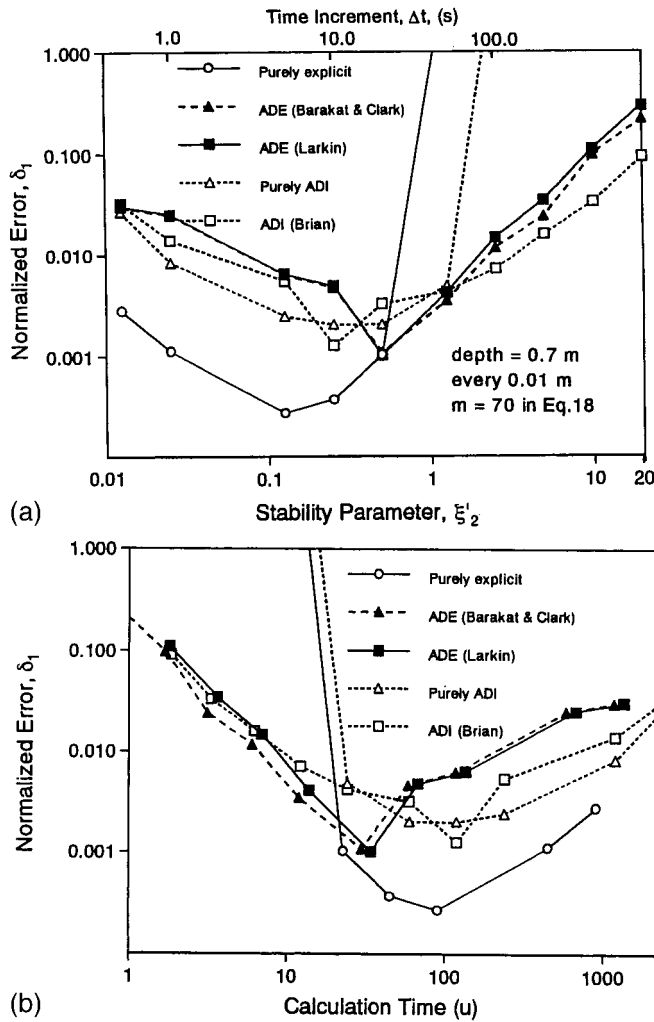 Time Increment, Δt, (s)
1.0 10.0 100.0
1.000
0.100
0.010
0.001
Normalized Error, δ1
Purely explicit
ADE (Barakat & Clark)
ADE (Larkin)
Purely ADI
ADI (Brian)
depth = 0.7 m
every 0.01 m
m = 70 in Eq.18
0.01 0.1 1 10 20
(a)
Stability Parameter, ξ'2
1.000
0.100
0.010
0.001
Normalized Error, δ1
Purely explicit
ADE (Barakat & Clark)
ADE (Larkin)
Purely ADI
ADI (Brian)
1 10 100 1000
(b)
Calculation Time (u)